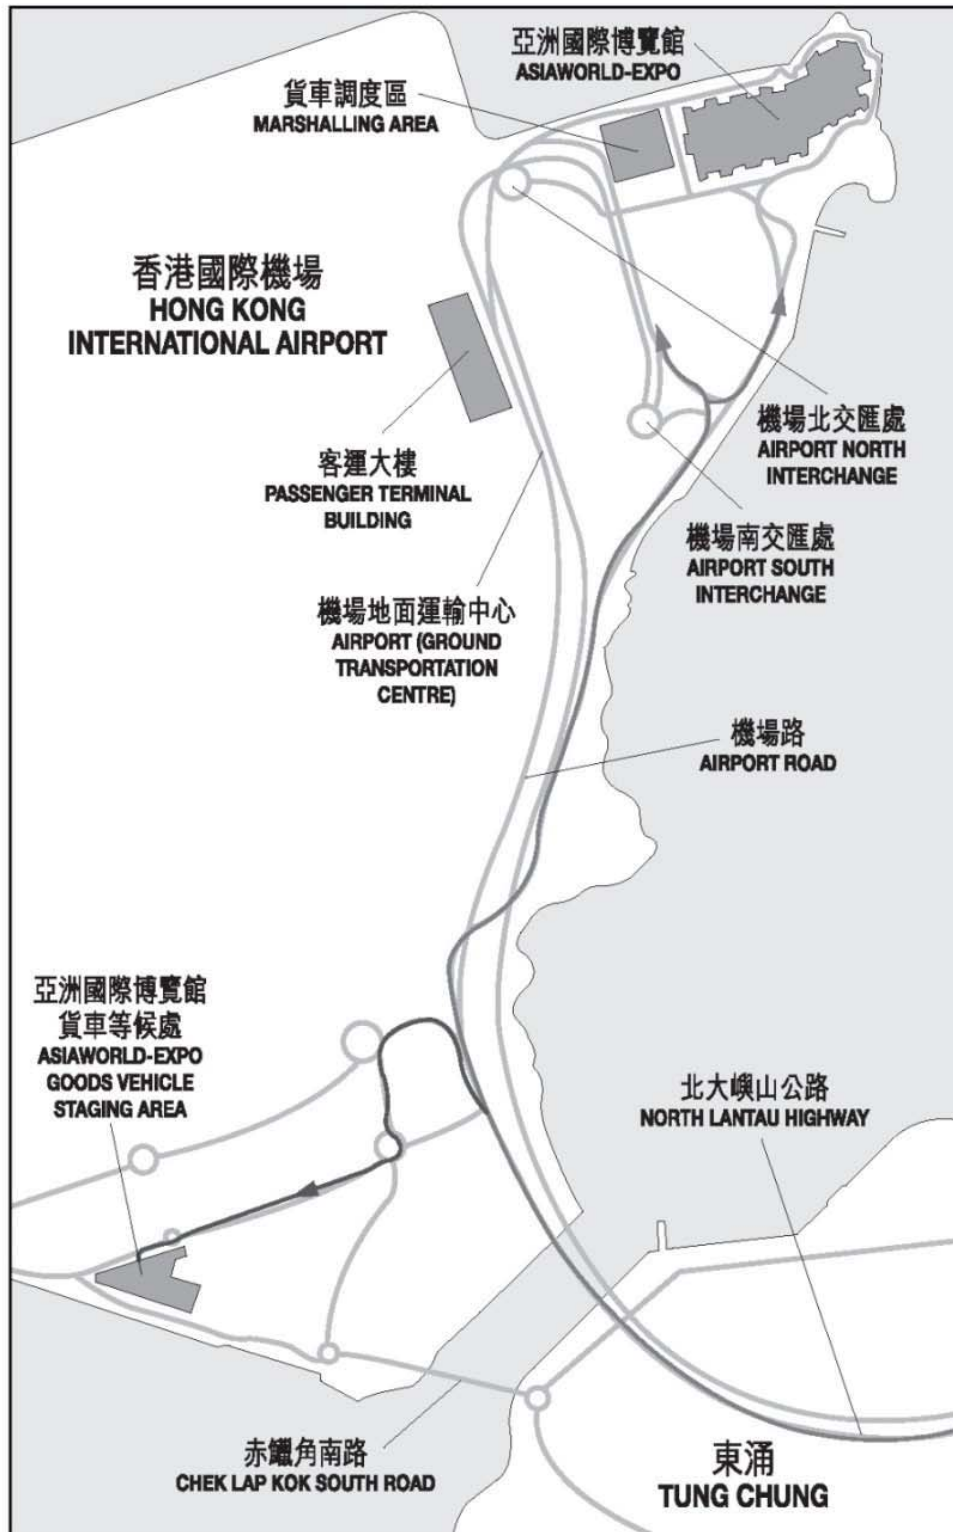 亞洲國際博覽館
ASIAWORLD-EXPO
貨車調度區
MARSHALLING AREA
香港國際機場
HONG KONG
INTERNATIONAL AIRPORT
機場北交匯處
AIRPORT NORTH
INTERCHANGE
客運大樓
PASSENGER TERMINAL
BUILDING
機場南交匯處
AIRPORT SOUTH
INTERCHANGE
機場地面運輸中心
AIRPORT (GROUND
TRANSPORTATION
CENTRE)
機場路
AIRPORT ROAD
亞洲國際博覽館
貨車等候處
ASIAWORLD-EXPO
GOODS VEHICLE
STAGING AREA
北大嶼山公路
NORTH LANTAU HIGHWAY
赤鱲角南路
CHEK LAP KOK SOUTH ROAD
東涌
TUNG CHUNG